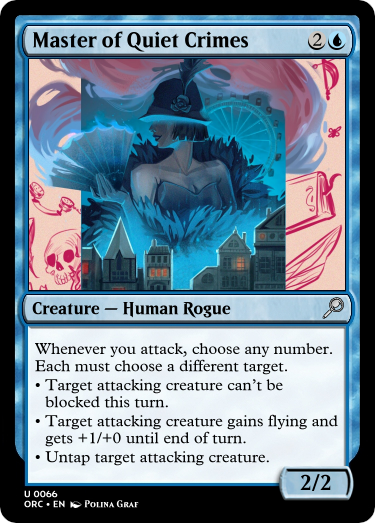 Master of Quiet Crimes 2
Creature — Human Rogue
Whenever you attack, choose any number.
Each must choose a different target.
• Target attacking creature can't be
blocked this turn.
• Target attacking creature gains flying and
gets +1/+0 until end of turn.
• Untap target attacking creature.
2/2
U 0066
ORC • EN Polina Graf